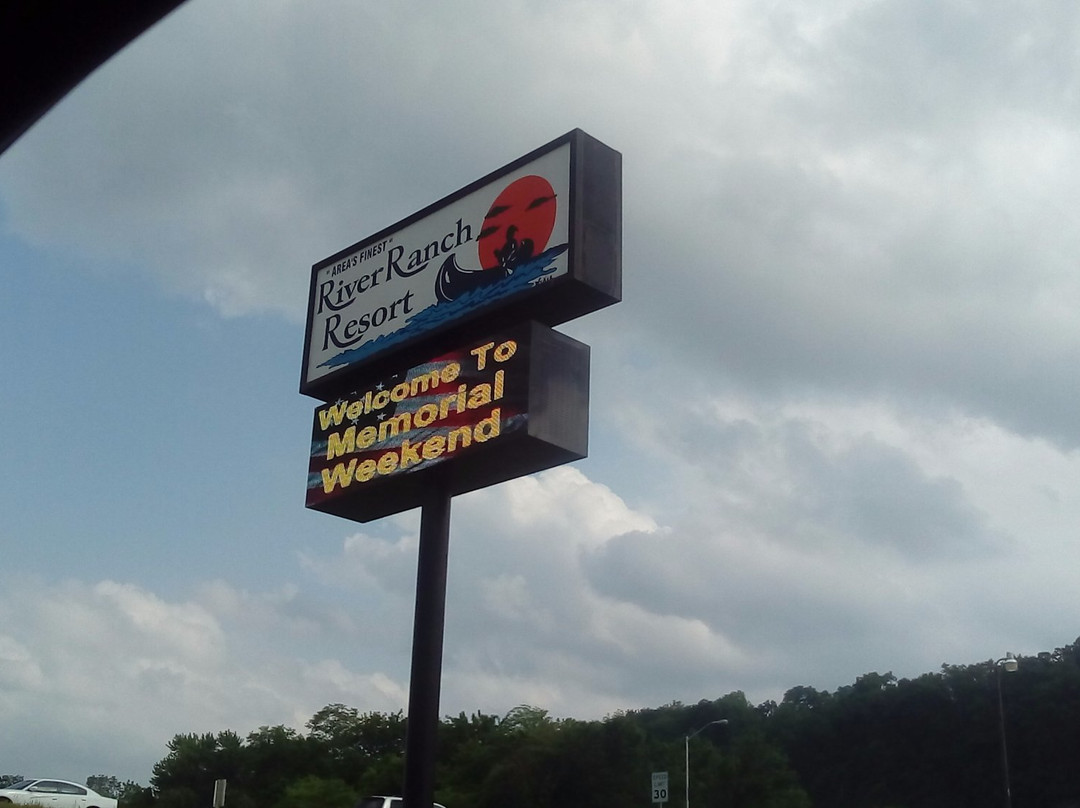 "AREA'S FINEST"
River Ranch
Resort
Welcome To
Memorial
Weekend
30